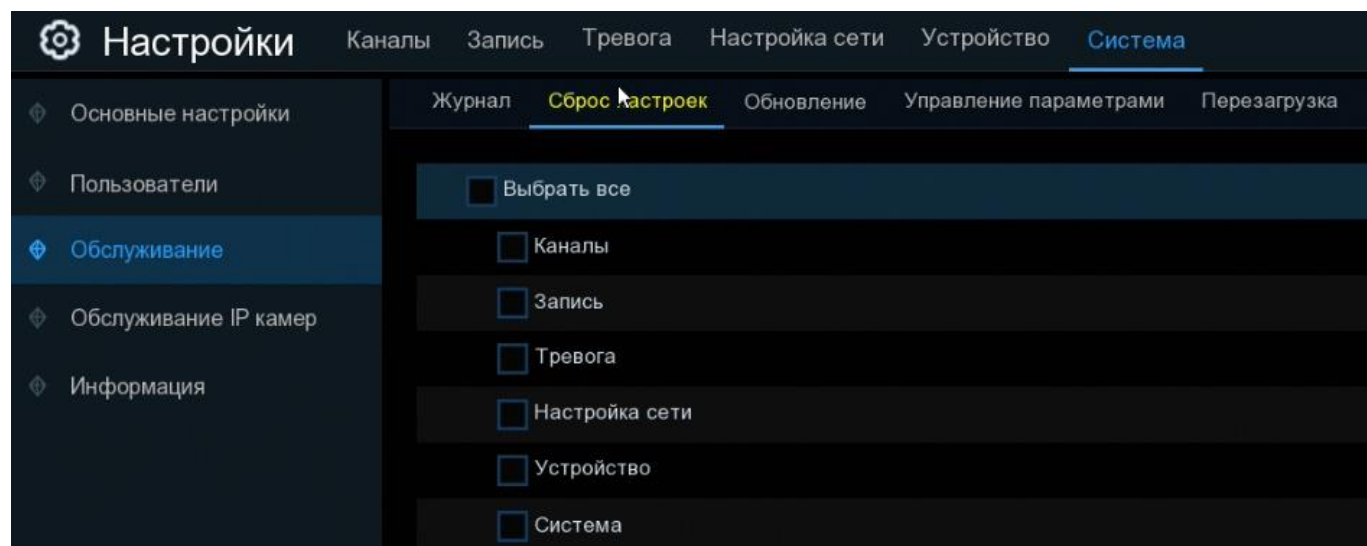 Настройки Каналы Запись Тревога Настройка сети Устройство Система
Журнал Сброс настроек Обновление Управление параметрами Перезагрузка
Основные настройки
Пользователи
Обслуживание
Обслуживание IP камер
Информация
Выбрать все
Каналы
Запись
Тревога
Настройка сети
Устройство
Система